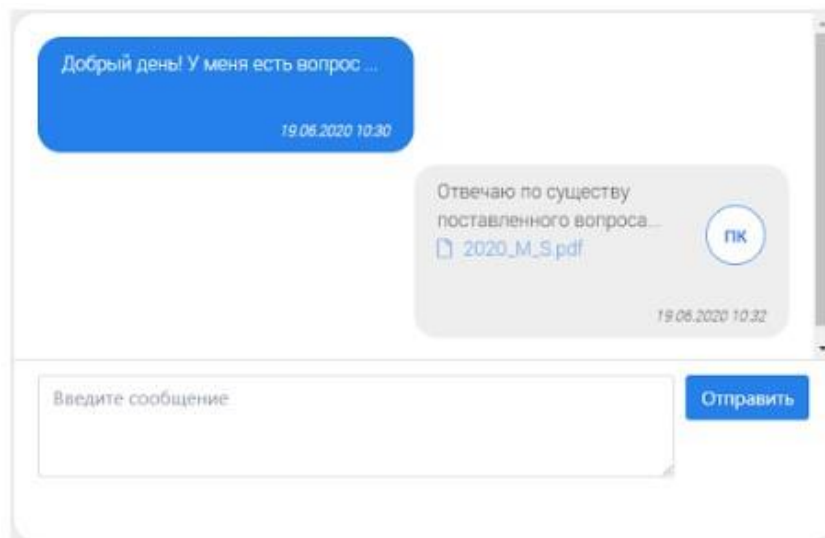 Добрый день! У меня есть вопрос ...
19.06.2020 10:30
Отвечаю по существу
поставленного вопроса...
ПК
2020_M_S.pdf
19.06.2020 10:32
Введите сообщение
Отправить